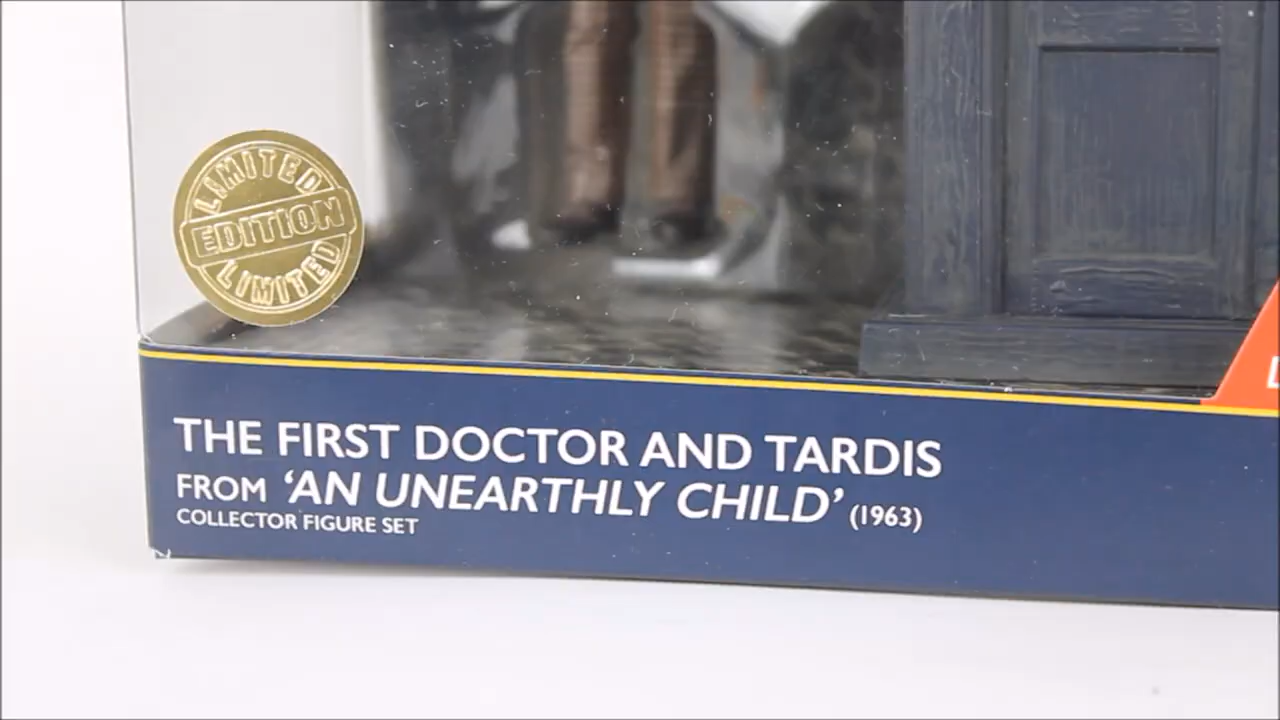 LIMITED
EDITION
LIMITED
THE FIRST DOCTOR AND TARDIS
FROM ‘AN UNEARTHLY CHILD’ (1963)
COLLECTOR FIGURE SET